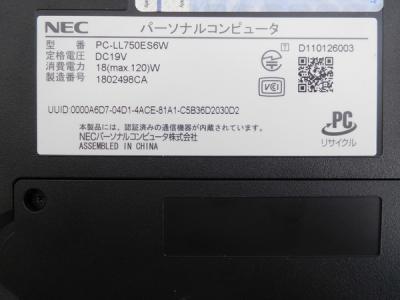 NEC パーソナルコンピュータ
型 番 PC-LL750ES6W
定格電圧 DC19V
消費電力 18(max.120)W
製造番号 1802498CA
T D110126003
VCI
UUID:0000A6D7-04D1-4ACE-81A1-C5B36D2030D2
本製品には、認証済みの通信機器が内蔵されています。
NECパーソナルコンピュータ株式会社
ASSEMBLED IN CHINA
PC
リサイクル